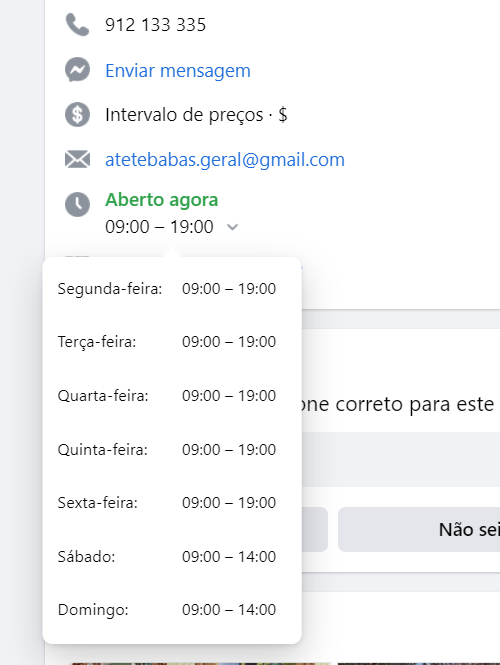 912 133 335
Enviar mensagem
Intervalo de preços · $
atetebabas.geral@gmail.com
Aberto agora
09:00 – 19:00
Segunda-feira: 09:00 – 19:00
Terça-feira: 09:00 – 19:00
Quarta-feira: 09:00 – 19:00
one correto para este
Quinta-feira: 09:00 – 19:00
Sexta-feira: 09:00 – 19:00
Não sei
Sábado: 09:00 – 14:00
Domingo: 09:00 – 14:00